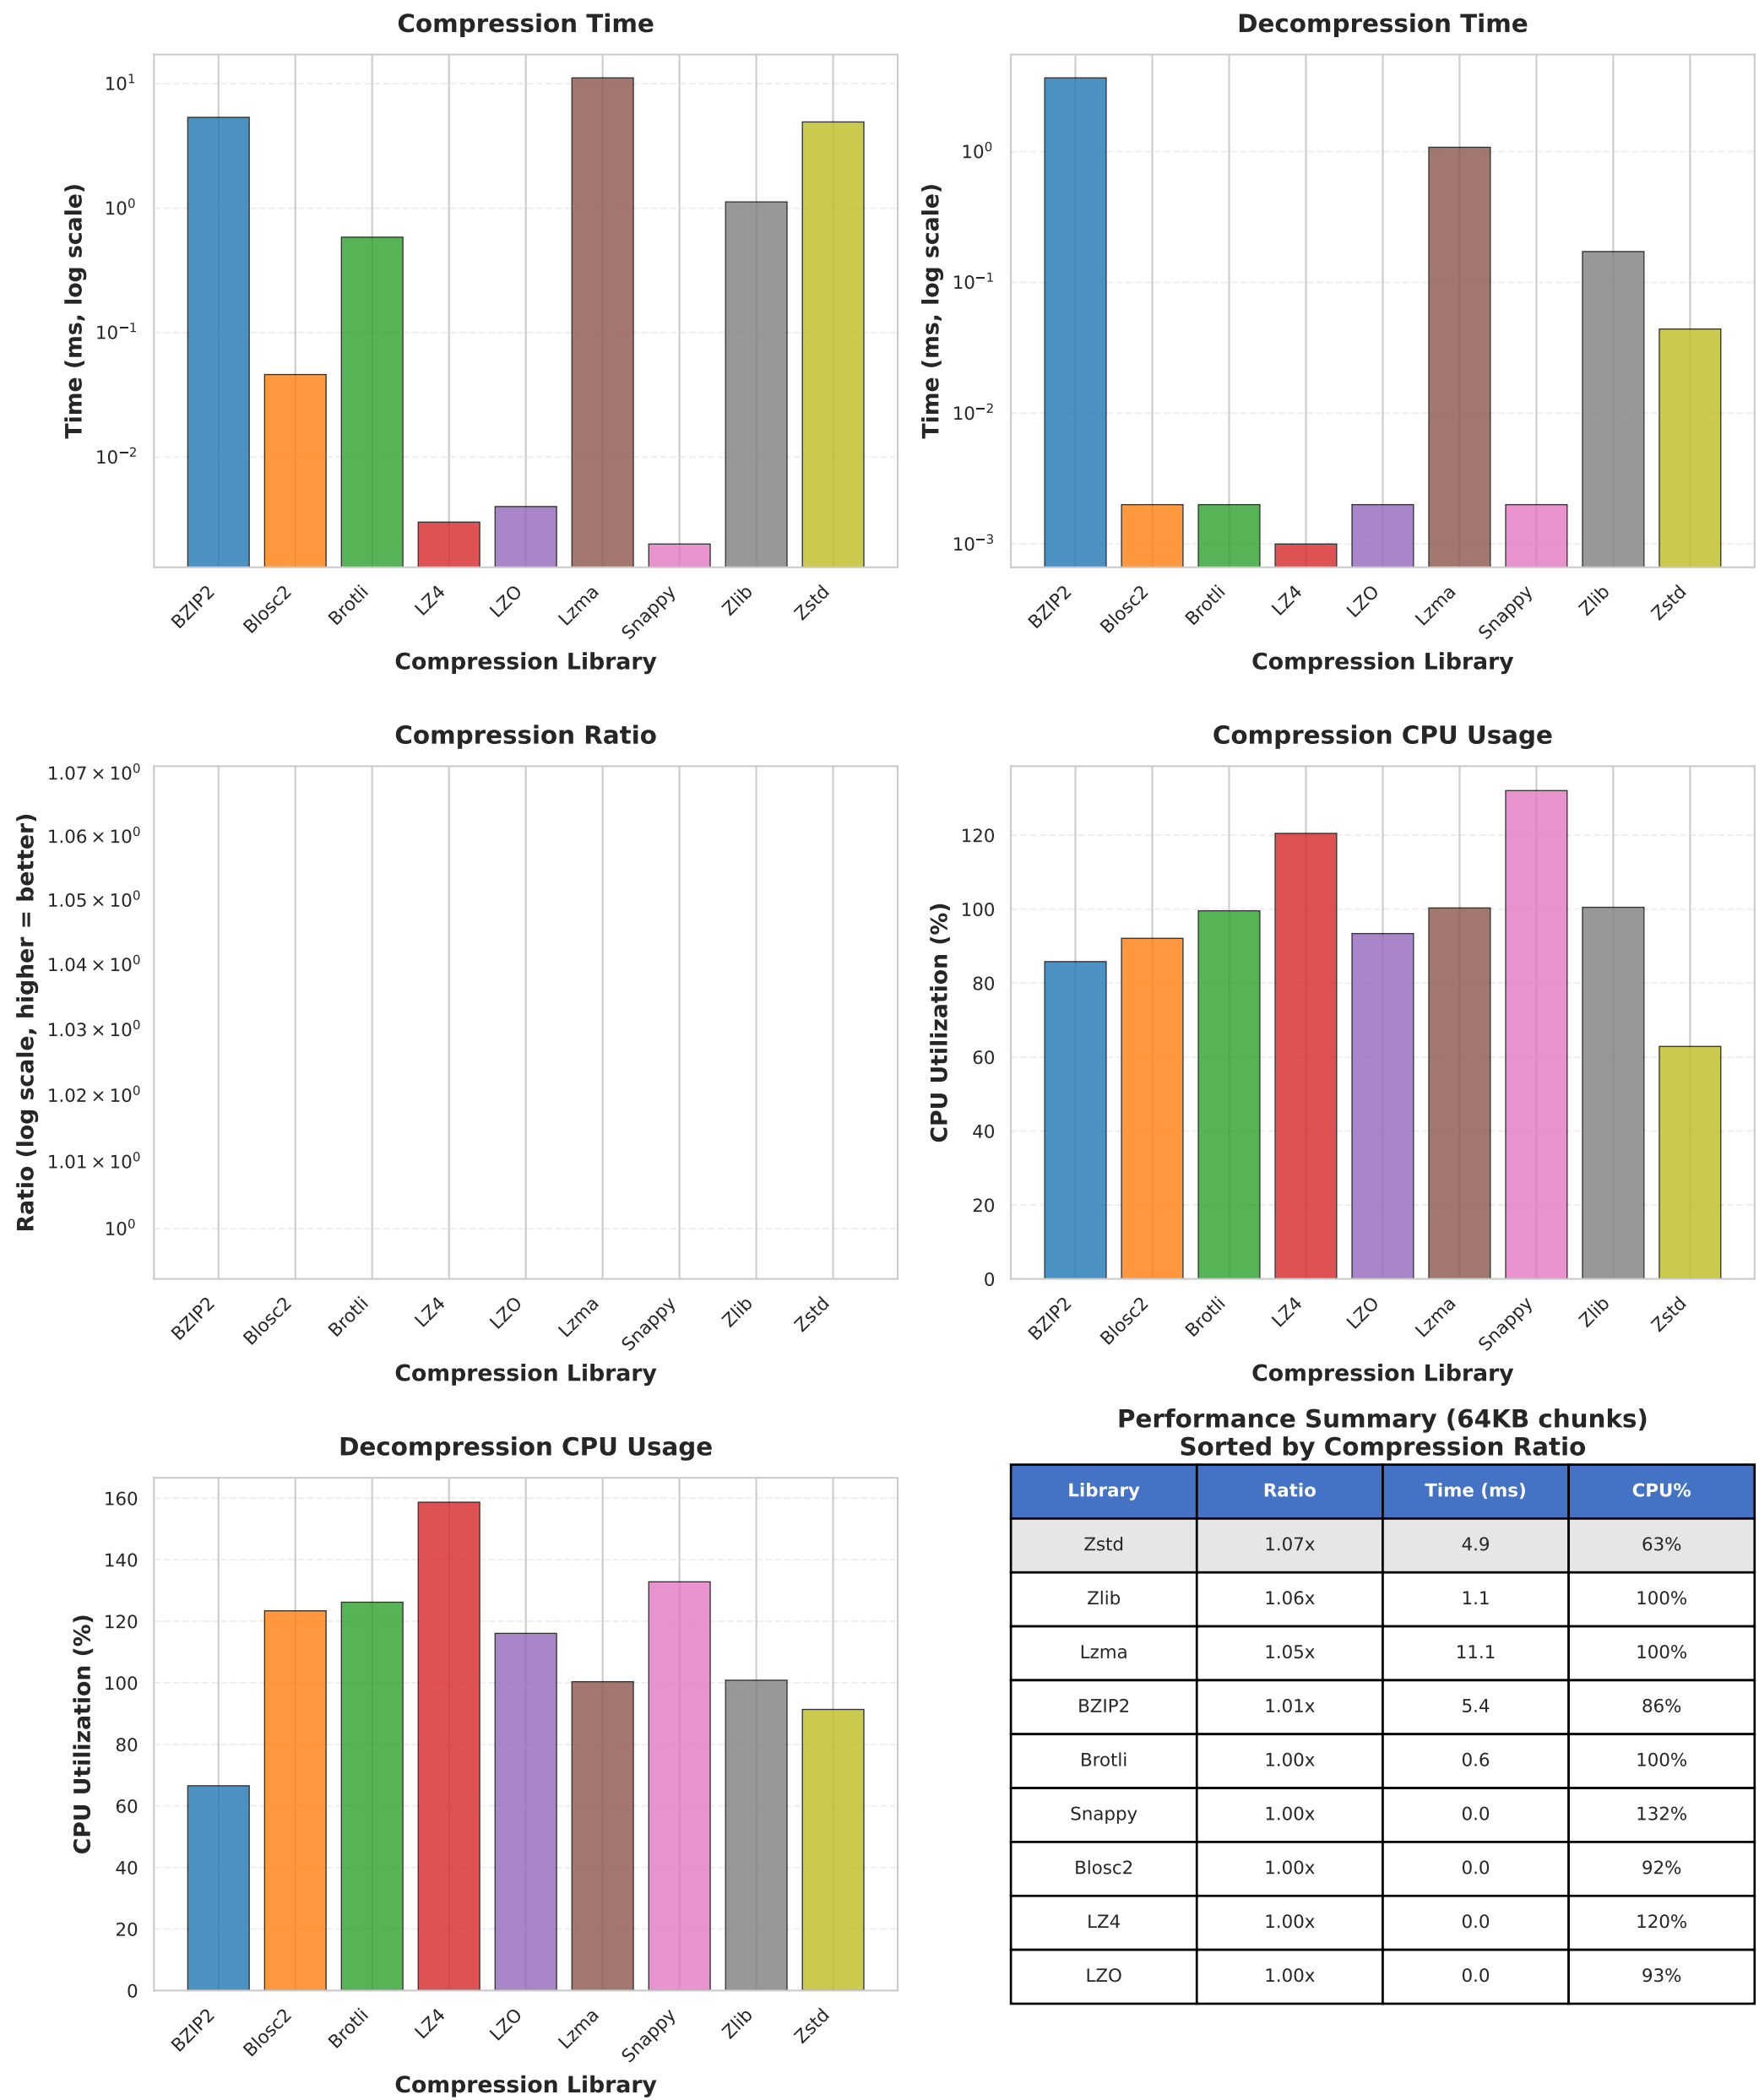 Compression Time
Time (ms, log scale)
10¹
10⁰
10⁻¹
10⁻²
BZIP2
Blosc2
Brotli
LZ4
LZO
Lzma
Snappy
Zlib
Zstd
Compression Library
Decompression Time
Time (ms, log scale)
10⁰
10⁻¹
10⁻²
10⁻³
BZIP2
Blosc2
Brotli
LZ4
LZO
Lzma
Snappy
Zlib
Zstd
Compression Library
Compression Ratio
Ratio (log scale, higher = better)
1.07 × 10⁰
1.06 × 10⁰
1.05 × 10⁰
1.04 × 10⁰
1.03 × 10⁰
1.02 × 10⁰
1.01 × 10⁰
10⁰
BZIP2
Blosc2
Brotli
LZ4
LZO
Lzma
Snappy
Zlib
Zstd
Compression Library
Compression CPU Usage
CPU Utilization (%)
120
100
80
60
40
20
0
BZIP2
Blosc2
Brotli
LZ4
LZO
Lzma
Snappy
Zlib
Zstd
Compression Library
Decompression CPU Usage
CPU Utilization (%)
160
140
120
100
80
60
40
20
0
BZIP2
Blosc2
Brotli
LZ4
LZO
Lzma
Snappy
Zlib
Zstd
Compression Library
Performance Summary (64KB chunks)
Sorted by Compression Ratio
Library Ratio Time (ms) CPU%
Zstd 1.07x 4.9 63%
Zlib 1.06x 1.1 100%
Lzma 1.05x 11.1 100%
BZIP2 1.01x 5.4 86%
Brotli 1.00x 0.6 100%
Snappy 1.00x 0.0 132%
Blosc2 1.00x 0.0 92%
LZ4 1.00x 0.0 120%
LZO 1.00x 0.0 93%